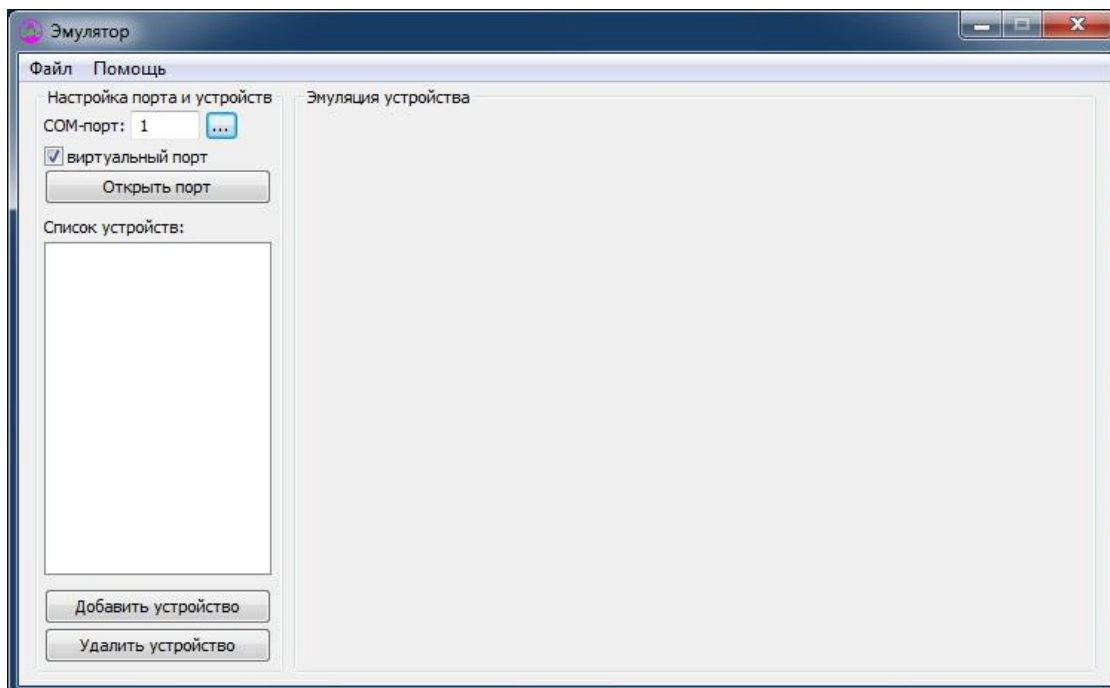 Эмулятор
Файл Помощь
Настройка порта и устройств
COM-порт: 1 ...
виртуальный порт
Открыть порт
Список устройств:
Добавить устройство
Удалить устройство
Эмуляция устройства